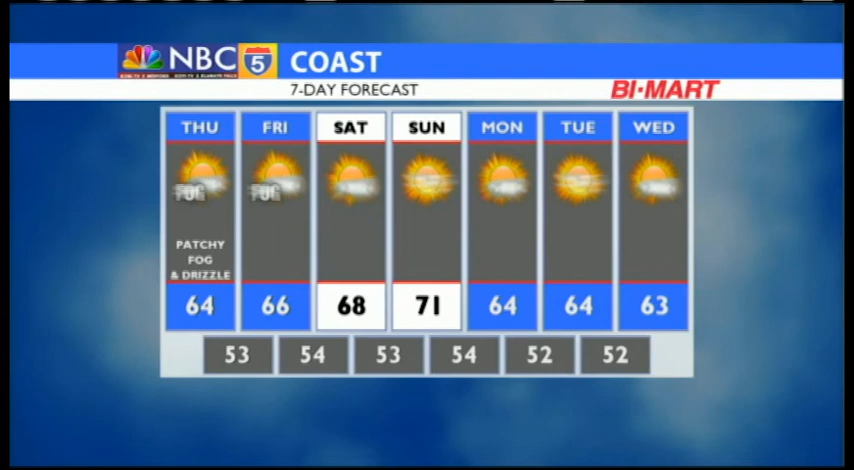 NBC 5 COAST
7-DAY FORECAST
BI-MART
THU FRI SAT SUN MON TUE WED
FOG FOG
PATCHY
FOG
& DRIZZLE
64 66 68 71 64 64 63
53 54 53 54 52 52